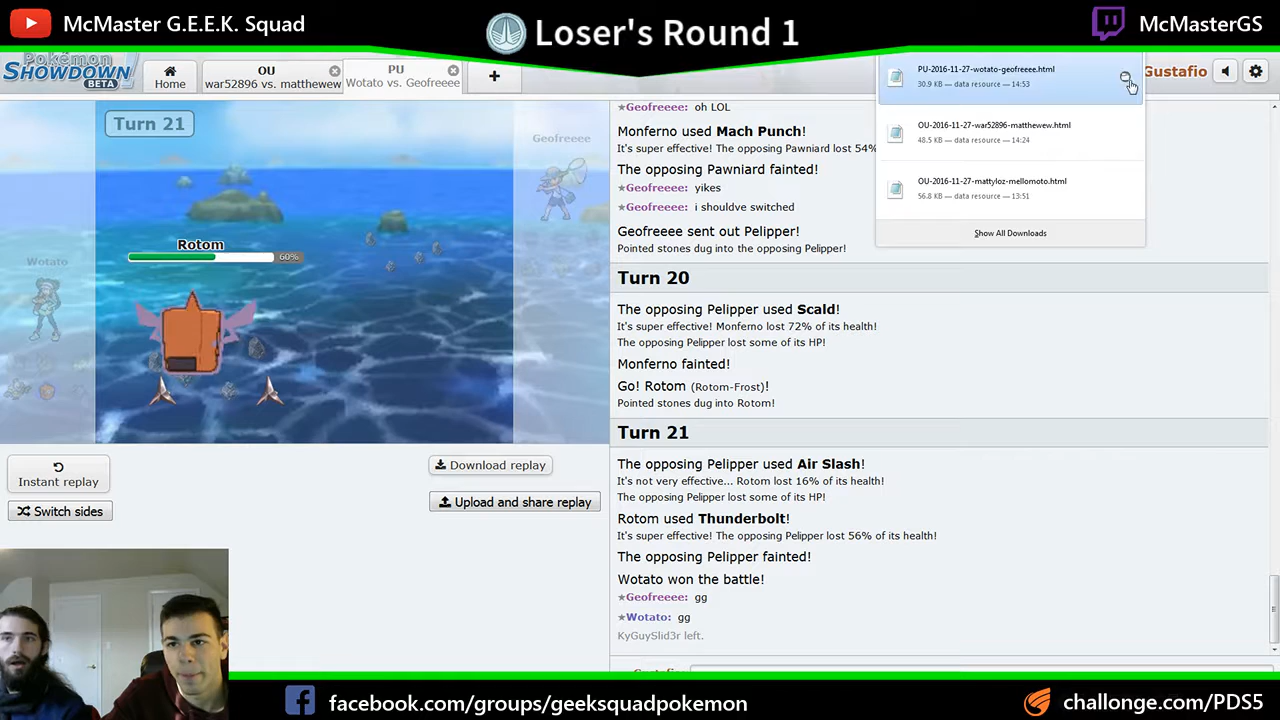 McMaster G.E.E.K. Squad
Loser's Round 1
McMasterGS
Pokémon
SHOWDOWN
BETA
Home
OU
war52896 vs. matthewew
PU
Wotato vs. Geofreeee
Gustafio
PU-2016-11-27-wotato-geofreeee.html
30.9 KB — data resource — 14:53
OU-2016-11-27-war52896-matthewew.html
48.5 KB — data resource — 14:24
OU-2016-11-27-mattyloz-mellomoto.html
56.8 KB — data resource — 13:51
Show All Downloads
Turn 21
Geofreeee
Rotom
60%
Wotato
Instant replay
Switch sides
Download replay
Upload and share replay
★Geofreeee: oh LOL
Monferno used Mach Punch!
It's super effective! The opposing Pawniard lost 54%
The opposing Pawniard fainted!
★Geofreeee: yikes
★Geofreeee: i shouldve switched
Geofreeee sent out Pelipper!
Pointed stones dug into the opposing Pelipper!
Turn 20
The opposing Pelipper used Scald!
It's super effective! Monferno lost 72% of its health!
The opposing Pelipper lost some of its HP!
Monferno fainted!
Go! Rotom (Rotom-Frost)!
Pointed stones dug into Rotom!
Turn 21
The opposing Pelipper used Air Slash!
It's not very effective... Rotom lost 16% of its health!
The opposing Pelipper lost some of its HP!
Rotom used Thunderbolt!
It's super effective! The opposing Pelipper lost 56% of its health!
The opposing Pelipper fainted!
Wotato won the battle!
★Geofreeee: gg
★Wotato: gg
KyGuySlid3r left.
facebook.com/groups/geeksquadpokemon
challonge.com/PDS5